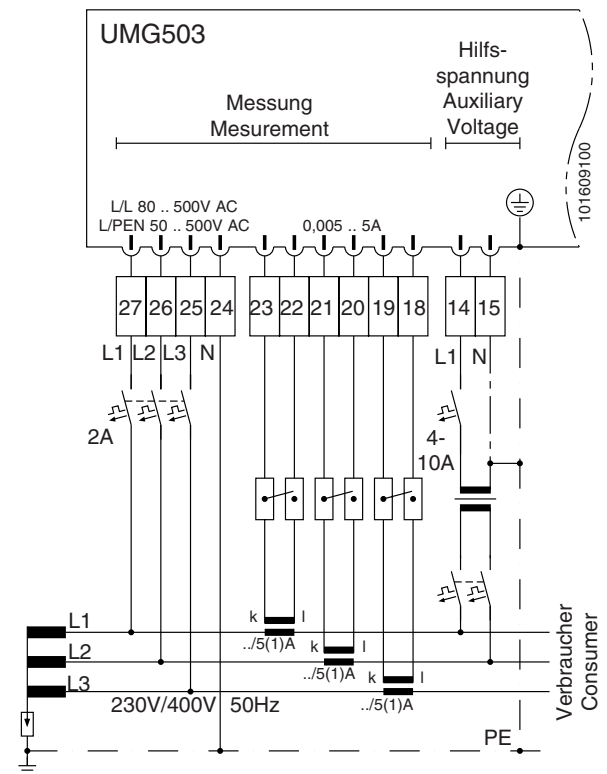 UMG503
Hilfs-
spannung
Auxiliary
Voltage
Messung
Mesurement
101609100
L/L 80 .. 500V AC
L/PEN 50 .. 500V AC
0,005 .. 5A
27 26 25 24 23 22 21 20 19 18 14 15
L1 L2 L3 N
L1 N
2A
4-
10A
L1
k l
../5(1)A
L2
k l
../5(1)A
L3
k l
../5(1)A
230V/400V 50Hz
PE
Verbraucher
Consumer